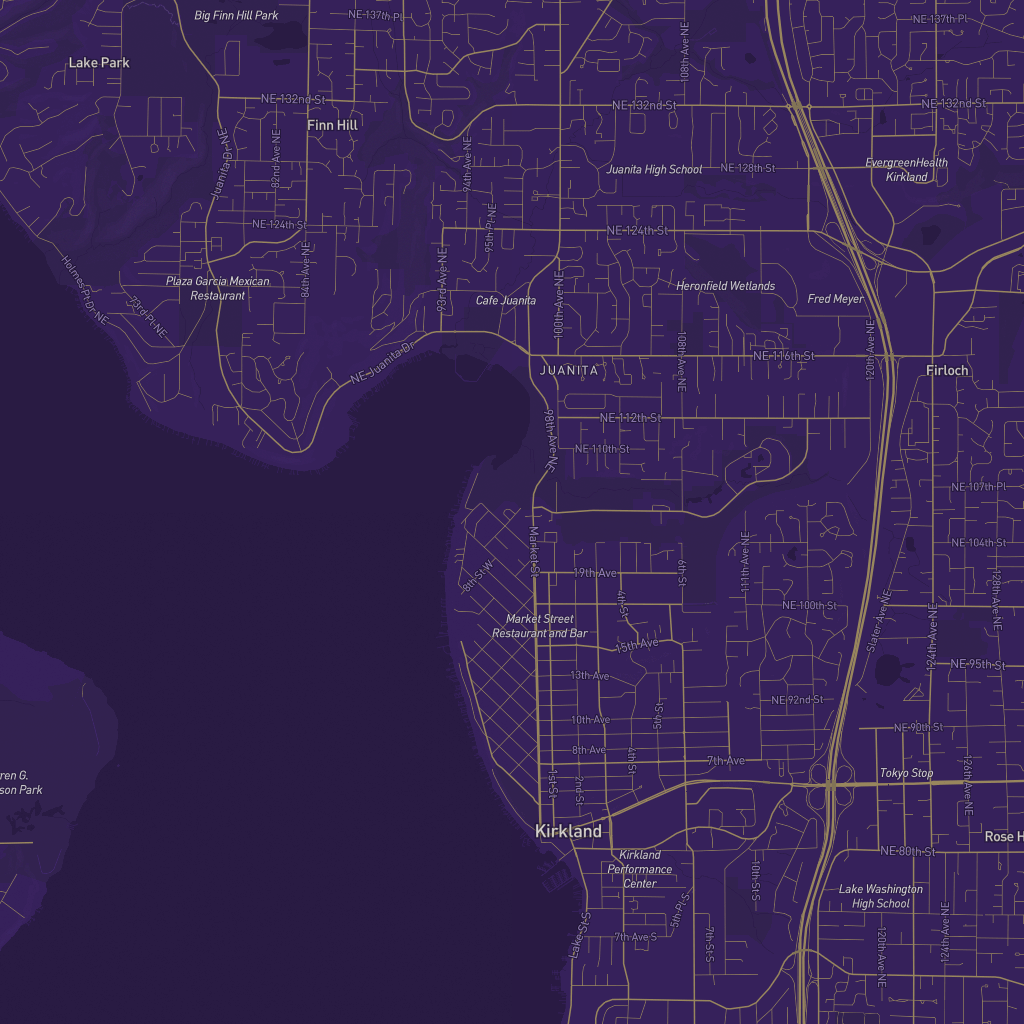 Big Finn Hill Park
NE 137th Pl
NE 137th Pl
108th Ave NE
Lake Park
NE 132nd St
NE 132nd St
NE 132nd St
Finn Hill
Juanita Dr NE
82nd Ave NE
94th Ave NE
Juanita High School
NE 128th St
EvergreenHealth
Kirkland
NE 124th St
95th Pl NE
NE 124th St
Holmes Pt Dr NE
73rd Pl NE
Plaza Garcia Mexican
Restaurant
84th Ave NE
93rd Ave NE
Cafe Juanita
100th Ave NE
Heronfield Wetlands
Fred Meyer
NE Juanita Dr
JUANITA
108th Ave NE
NE 116th St
120th Ave NE
Firloch
98th Ave NE
NE 112th St
NE 110th St
NE 107th Pl
Market St
8th St W
19th Ave
6th St
111th Ave NE
NE 104th St
4th St
NE 100th St
128th Ave NE
Market Street
Restaurant and Bar
15th Ave
Slater Ave NE
124th Ave NE
NE 95th St
13th Ave
NE 92nd St
10th Ave
5th St
NE 90th St
8th Ave
4th St
7th Ave
Tokyo Stop
126th Ave NE
ren G.
son Park
1st St
2nd St
Kirkland
Rose H
Kirkland
Performance
Center
NE 80th St
10th St S
Lake Washington
High School
Lake St S
5th Pl S
7th Ave S
7th St S
120th Ave NE
124th Ave NE